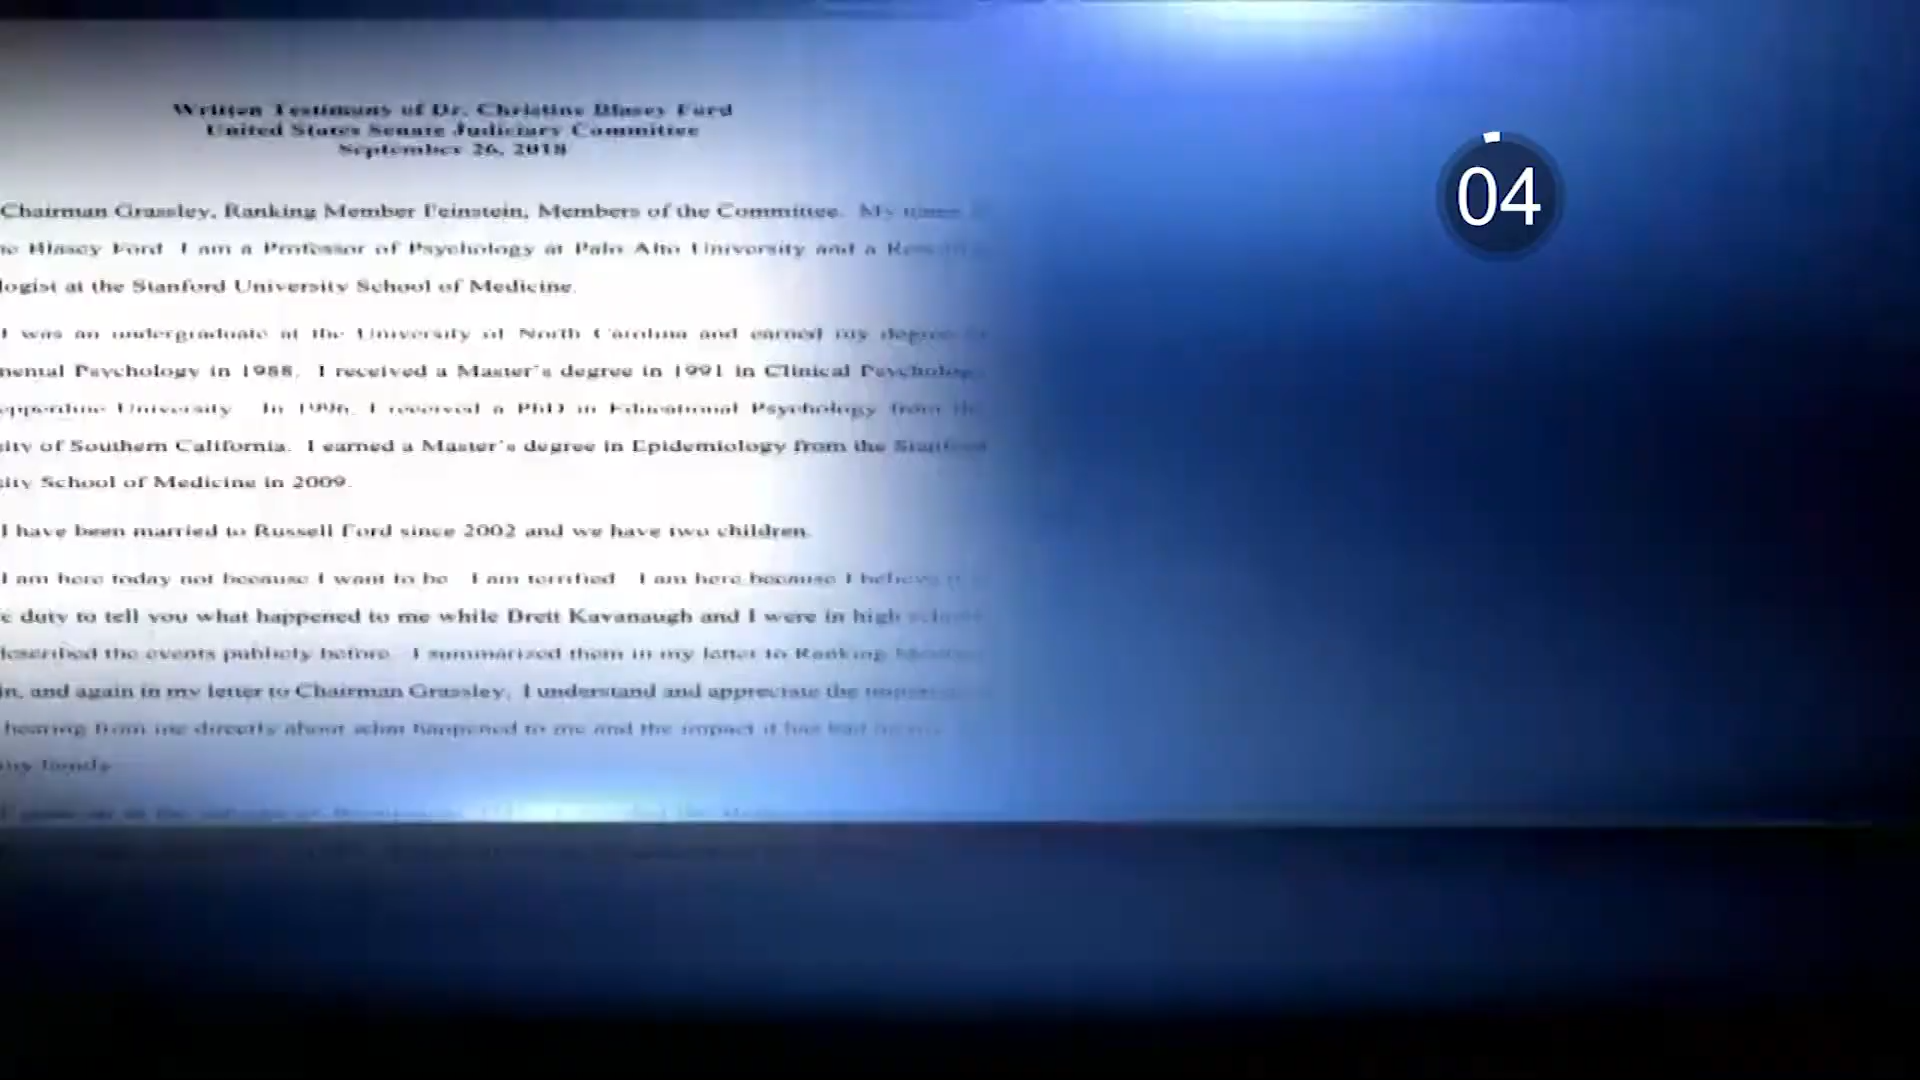 Written Testimony of Dr. Christine Blasey Ford
United States Senate Judiciary Committee
September 26, 2018
04
Chairman Grassley, Ranking Member Feinstein, Members of the Committee. My name
Blasey Ford. I am a Professor of Psychology at Palo Alto University and a
logist at the Stanford University School of Medicine.
I was an undergraduate at the University of North Carolina and earned my degree
mental Psychology in 1988. I received a Master's degree in 1991 in Clinical Psychology
epperdine University. In 1996, I received a PhD in Educational Psychology from the
sity of Southern California. I earned a Master's degree in Epidemiology from the Stanford
sity School of Medicine in 2009.
I have been married to Russell Ford since 2002 and we have two children.
I am here today not because I want to be. I am terrified. I am here because I believe
c duty to tell you what happened to me while Brett Kavanaugh and I were in high school.
described the events publicly before. I summarized them in my letter to Ranking
in, and again in my letter to Chairman Grassley. I understand and appreciate the
hearing from me directly about what happened to me and the impact it has had
my family.